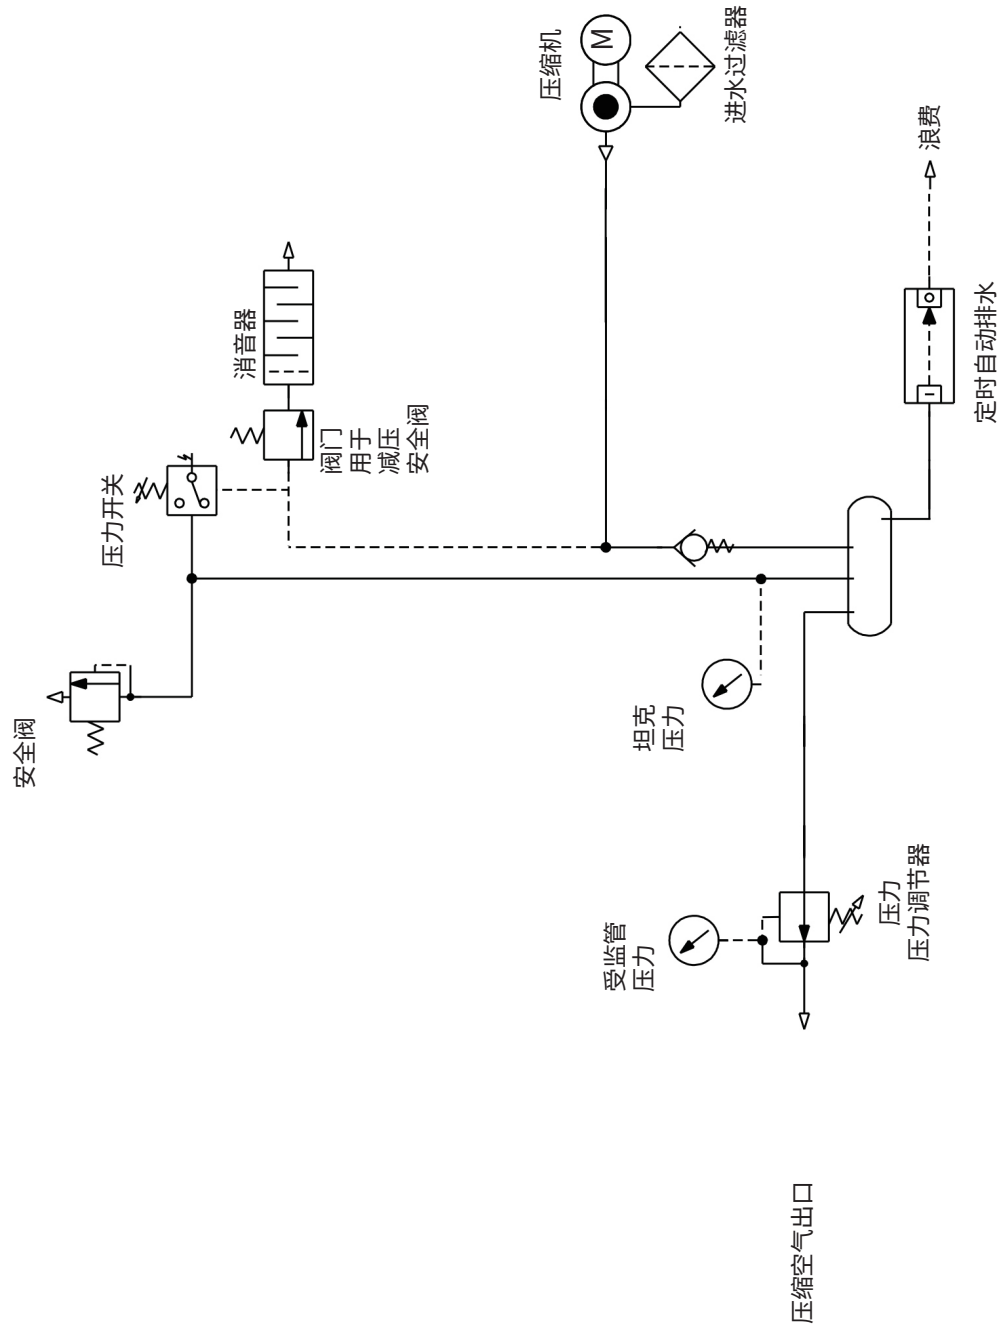 安全阀
压力开关
消音器
阀门
用于
减压
安全阀
压缩机
M
进水过滤器
浪费
定时自动排水
坦克
压力
受监管
压力
压力
压力调节器
压缩空气出口